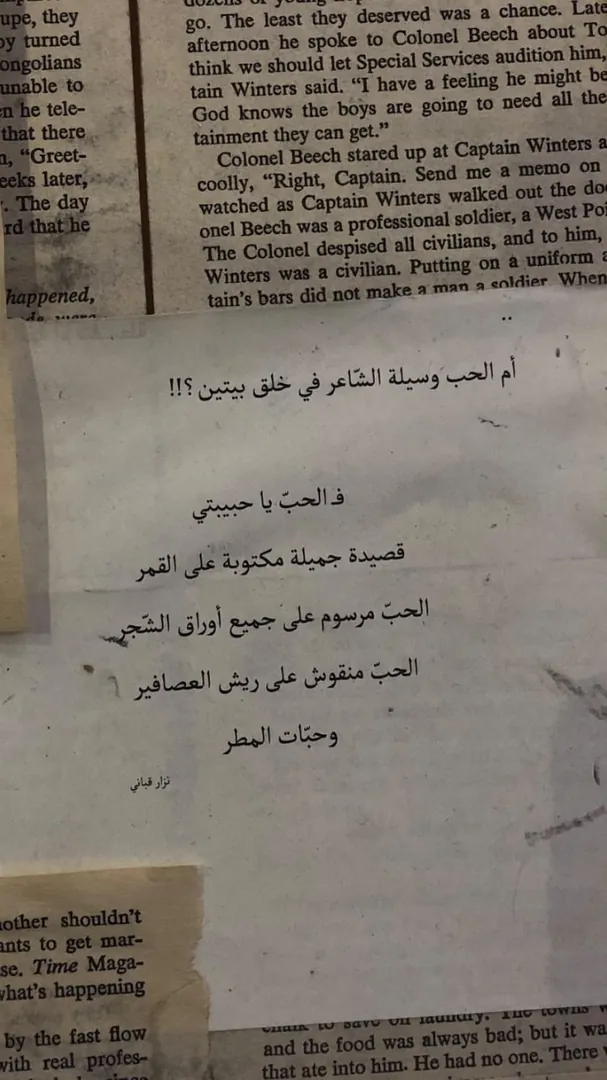 upe, they
by turned
ongolians
unable to
n he tele-
that there
n, "Greet-
eeks later,
. The day
rd that he
happened,
go. The least they deserved was a chance. Late
afternoon he spoke to Colonel Beech about To
think we should let Special Services audition him,
tain Winters said. "I have a feeling he might be
God knows the boys are going to need all the
tainment they can get."
Colonel Beech stared up at Captain Winters a
coolly, "Right, Captain. Send me a memo on
watched as Captain Winters walked out the do
onel Beech was a professional soldier, a West Poi
The Colonel despised all civilians, and to him,
Winters was a civilian. Putting on a uniform a
tain's bars did not make a man a soldier. When
..
أم الحب وسيلة الشّاعر في خلق بيتين ؟!!
فـ الحبّ يا حبيبتي
قصيدة جميلة مكتوبة على القمر
الحبّ مرسوم على جميع أوراق الشّجر
الحبّ منقوش على ريش العصافير
وحبّات المطر
نزار قباني
nother shouldn't
ants to get mar-
se. Time Maga-
what's happening
by the fast flow
with real profes-
chalk to save on laundry. The towns w
and the food was always bad; but it wa
that ate into him. He had no one. There